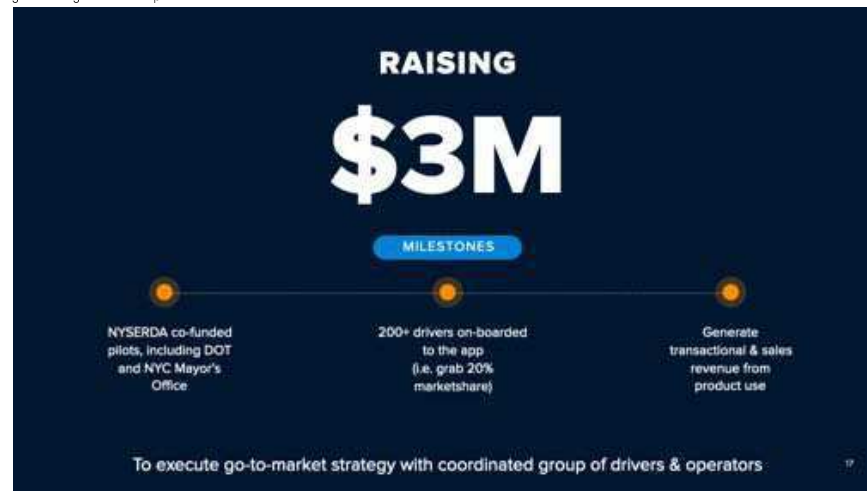 RAISING
$3M
MILESTONES
NYSERDA co-funded
pilots, including DOT
and NYC Mayor's
Office
200+ drivers on-boarded
to the app
(i.e. grab 20%
marketshare)
Generate
transactional & sales
revenue from
product use
To execute go-to-market strategy with coordinated group of drivers & operators
17